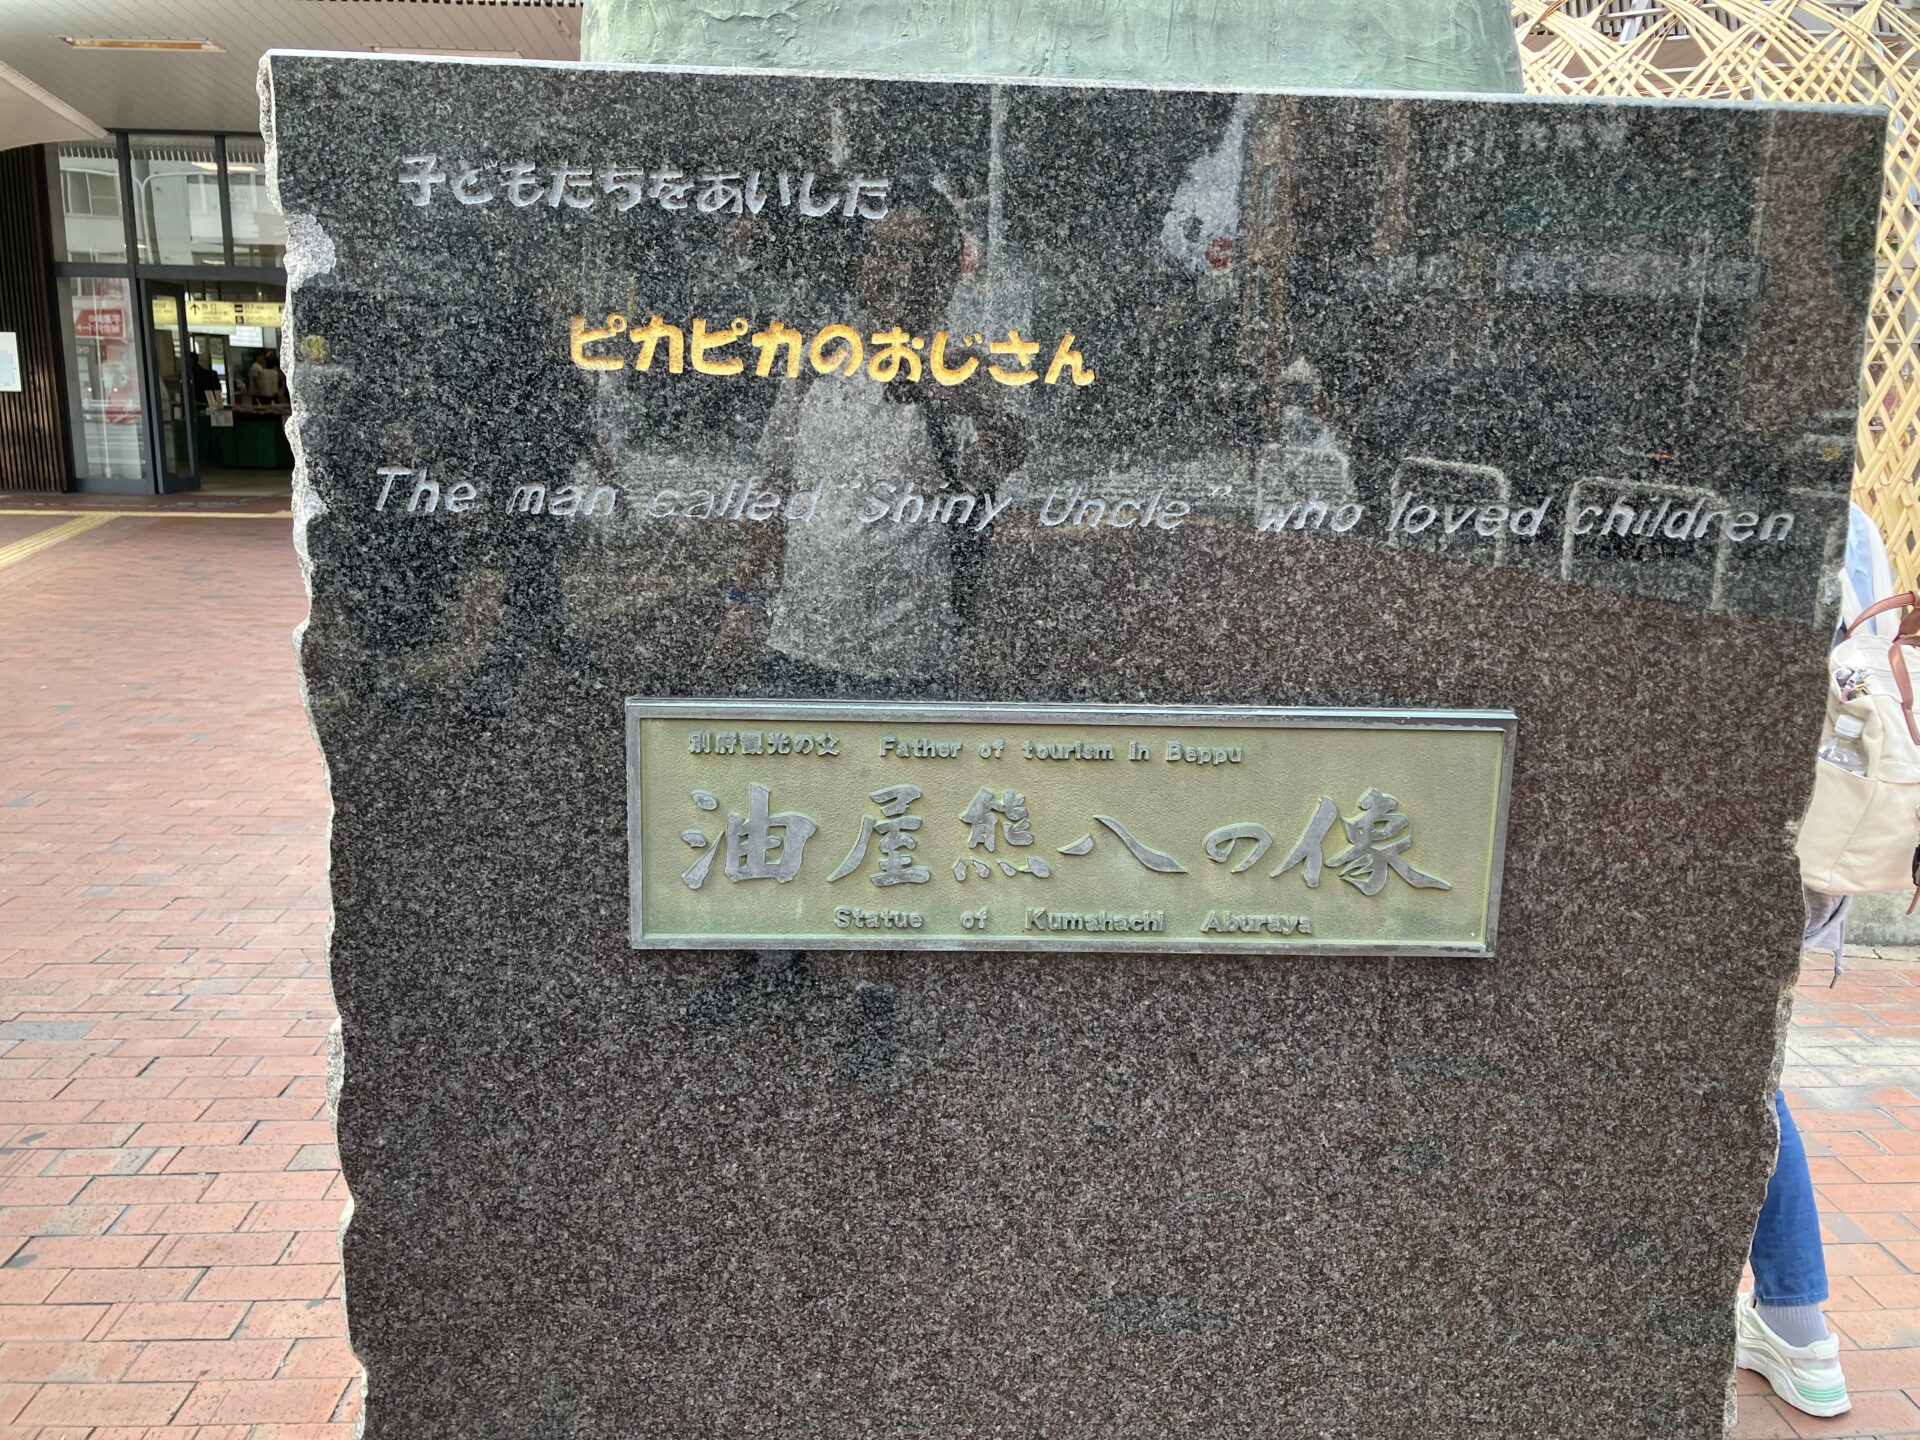 子どもたちをあいした
ピカピカのおじさん
The man called "Shiny Uncle" who loved children
別府観光の父 Father of tourism in Beppu
油屋熊八の像
Statue of Kumahachi Aburaya